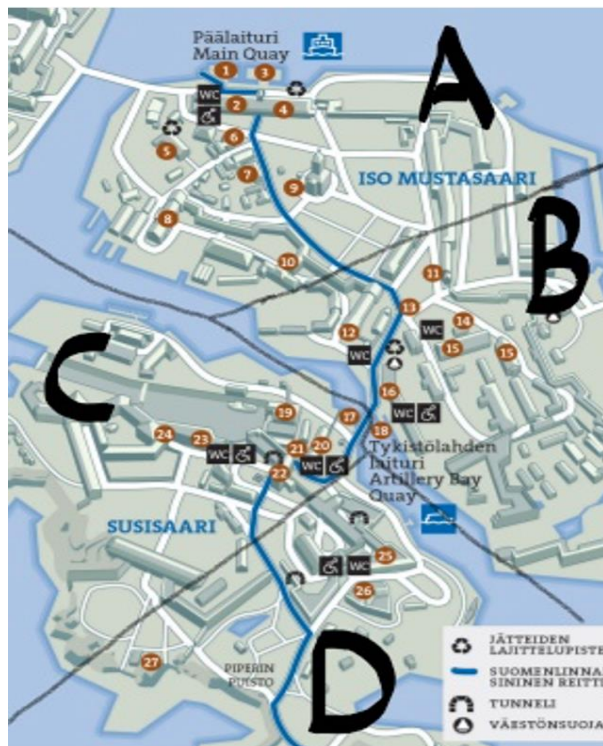 Päälaituri
Main Quay
A
1
3
WC
2
4
6
5
ISO MUSTASAARI
7
9
8
B
10
11
13
12
WC
14
15
15
WC
C
16
WC
19
17
18
24
23
21
20
WC
22
WC
Tykistölahden
laituri
Artillery Bay
Quay
SUSISAARI
25
WC
26
27
PIPERIN
PUISTO
D
JÄTTEIDEN
LAJITTELUPISTE
SUOMENLINNA
SININEN REITTI
TUNNELI
VÄESTÖNSUOJA